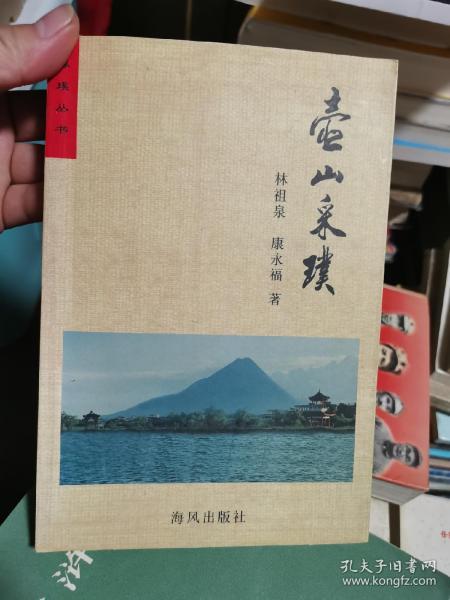 壶山采璞
林祖泉 康永福 著
璞丛书
海风出版社
孔夫子旧书网
www.kongfz.com